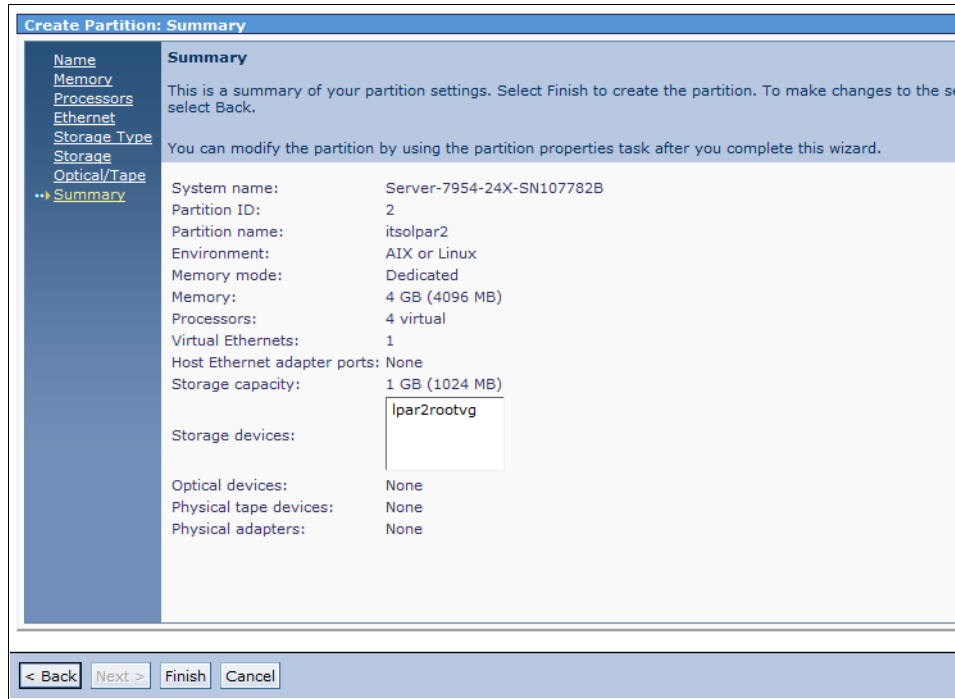 Create Partition: Summary
Name
Memory
Processors
Ethernet
Storage Type
Storage
Optical/Tape
Summary
Summary
This is a summary of your partition settings. Select Finish to create the partition. To make changes to the
select Back.
You can modify the partition by using the partition properties task after you complete this wizard.
System name: Server-7954-24X-SN107782B
Partition ID: 2
Partition name: itsolpar2
Environment: AIX or Linux
Memory mode: Dedicated
Memory: 4 GB (4096 MB)
Processors: 4 virtual
Virtual Ethernets: 1
Host Ethernet adapter ports: None
Storage capacity: 1 GB (1024 MB)
Storage devices: lpar2rootvg
Optical devices: None
Physical tape devices: None
Physical adapters: None
< Back Next > Finish Cancel